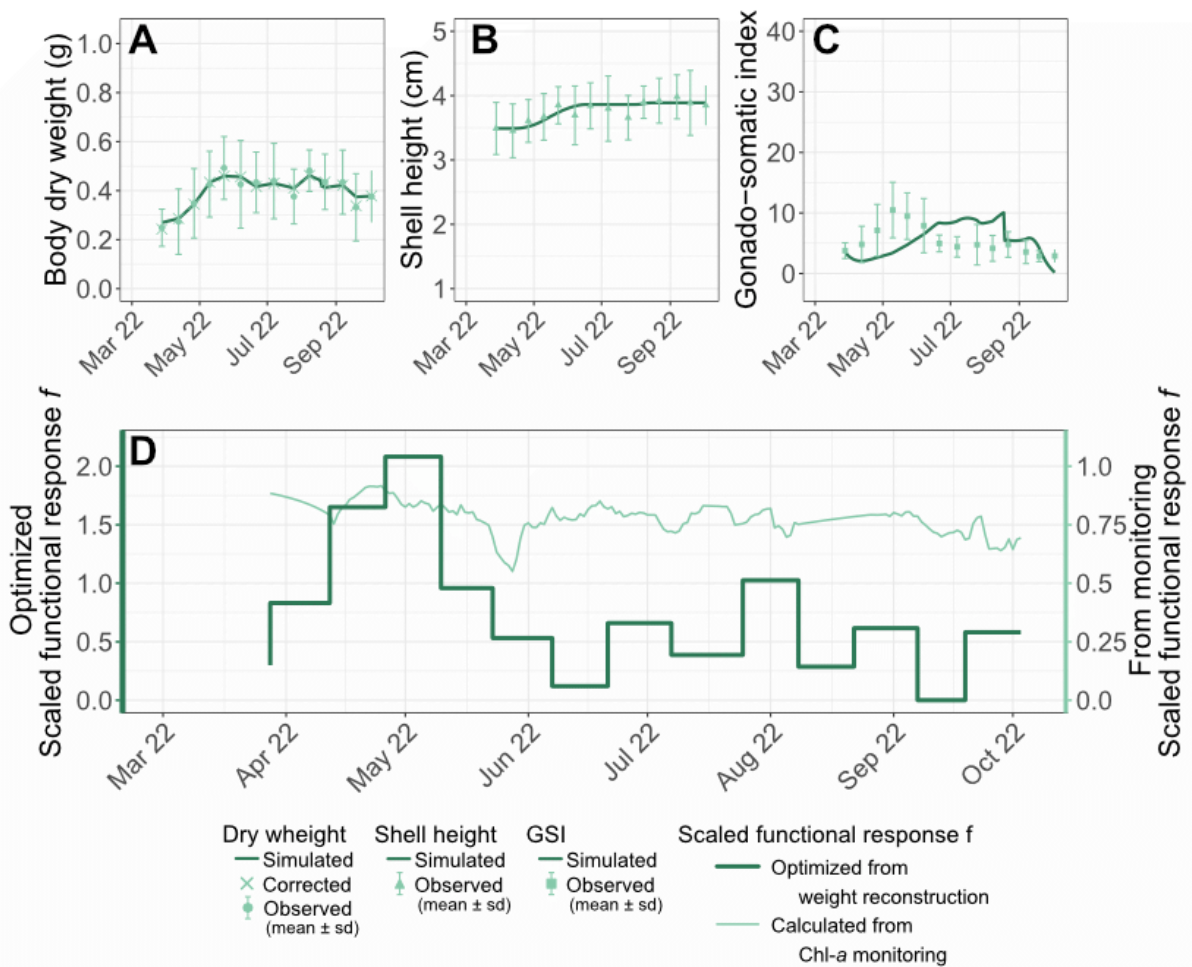 A
Body dry weight (g)
1.0
0.8
0.6
0.4
0.2
0.0
Mar 22
May 22
Jul 22
Sep 22
B
Shell height (cm)
5
4
3
2
1
Mar 22
May 22
Jul 22
Sep 22
C
Gonado−somatic index
40
30
20
10
0
Mar 22
May 22
Jul 22
Sep 22
D
Optimized
Scaled functional response f
2.0
1.5
1.0
0.5
0.0
From monitoring
Scaled functional response f
1.0
0.75
0.5
0.25
0.0
Mar 22
Apr 22
May 22
Jun 22
Jul 22
Aug 22
Sep 22
Oct 22
Dry wheight
Simulated
Corrected
Observed
(mean ± sd)
Shell height
Simulated
Observed
(mean ± sd)
GSI
Simulated
Observed
(mean ± sd)
Scaled functional response f
Optimized from
weight reconstruction
Calculated from
Chl-a monitoring